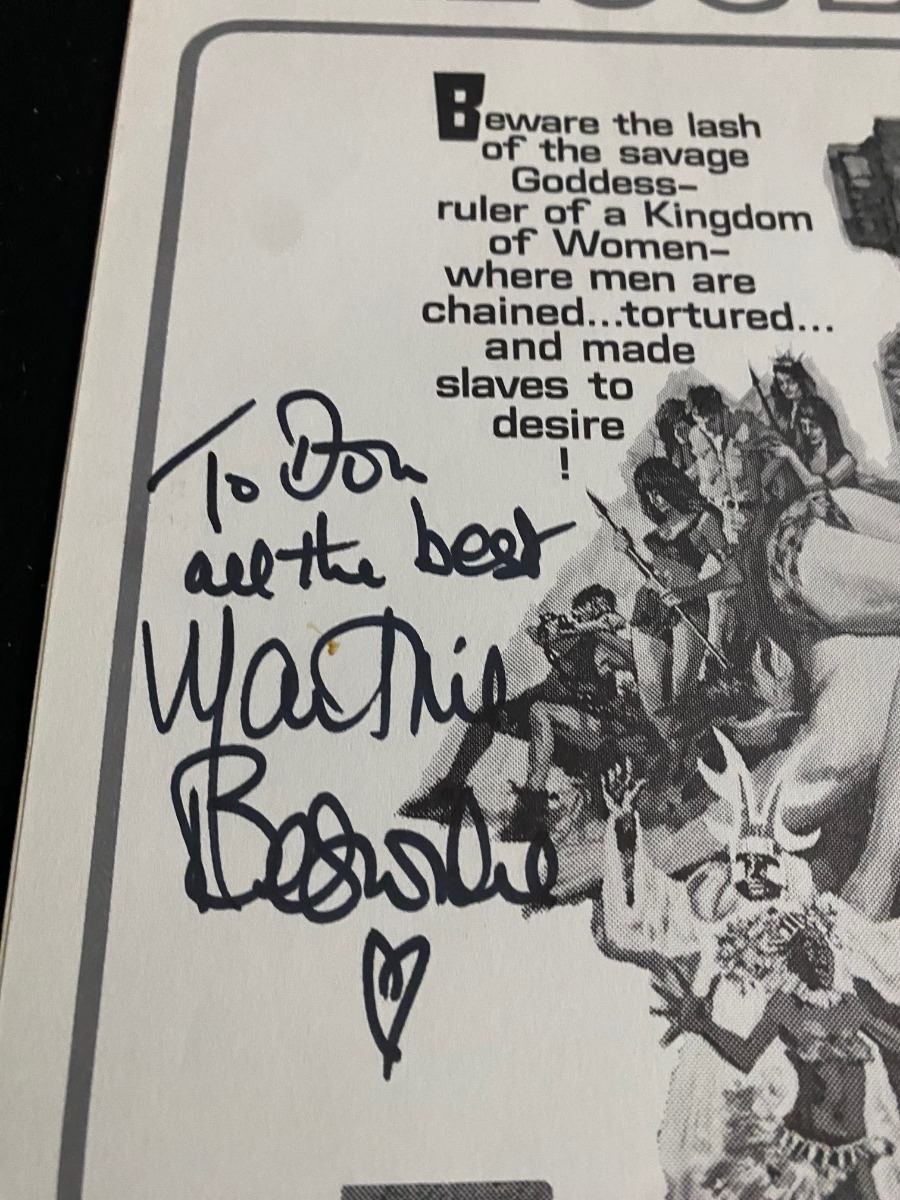 Beware the lash
of the savage
Goddess–
ruler of a Kingdom
of Women–
where men are
chained...tortured...
and made
slaves to
desire
!
To Don
all the best
Martine
Beswicke